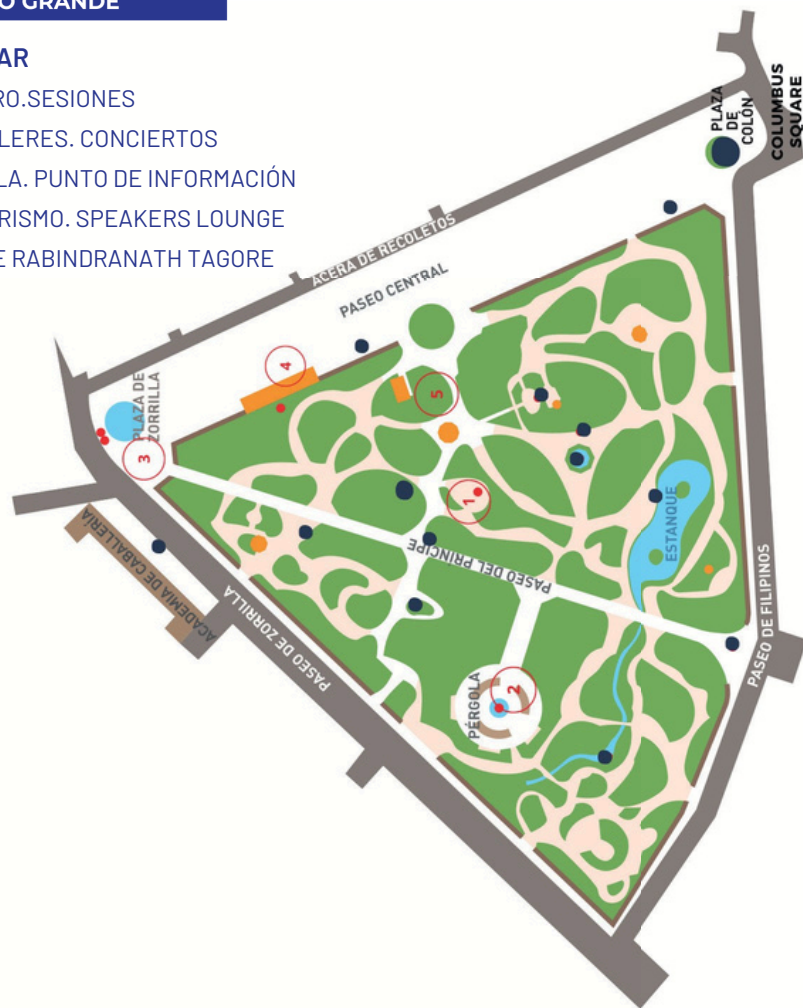 O GRANDE
AR
RO.SESIONES
LERES. CONCIERTOS
LA. PUNTO DE INFORMACIÓN
RISMO. SPEAKERS LOUNGE
E RABINDRANATH TAGORE
PLAZA
DE
COLÓN
COLUMBUS
SQUARE
ACERA DE RECOLETOS
PASEO CENTRAL
4
PLAZA DE
ZORRILLA
3
5
1
ACADEMIA DE CABALLERÍA
PASEO DE ZORRILLA
PASEO DEL PRÍNCIPE
ESTANQUE
PÉRGOLA
2
PASEO DE FILIPINOS